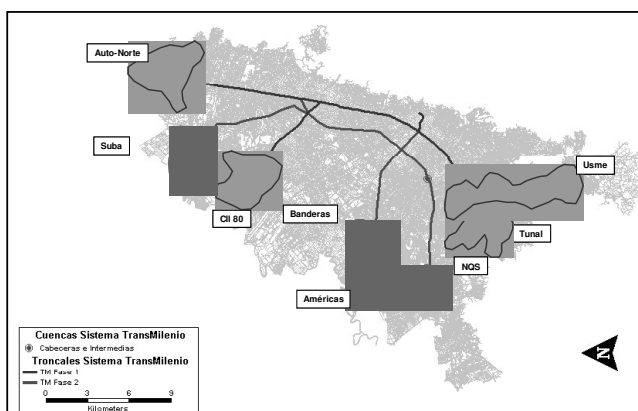 Auto-Norte
Suba
Cll 80
Banderas
Américas
NQS
Tunal
Usme
Cuencas Sistema TransMilenio
Cabeceras e Intermedias
Troncales Sistema TransMilenio
TM Fase 1
TM Fase 2
0 3 6 9
Kilometers
N